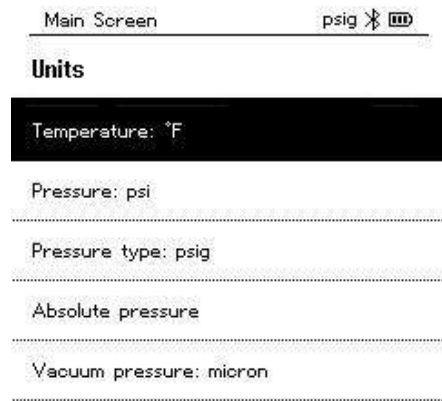 Main Screen psig
Units
Temperature: °F
Pressure: psi
Pressure type: psig
Absolute pressure
Vacuum pressure: micron